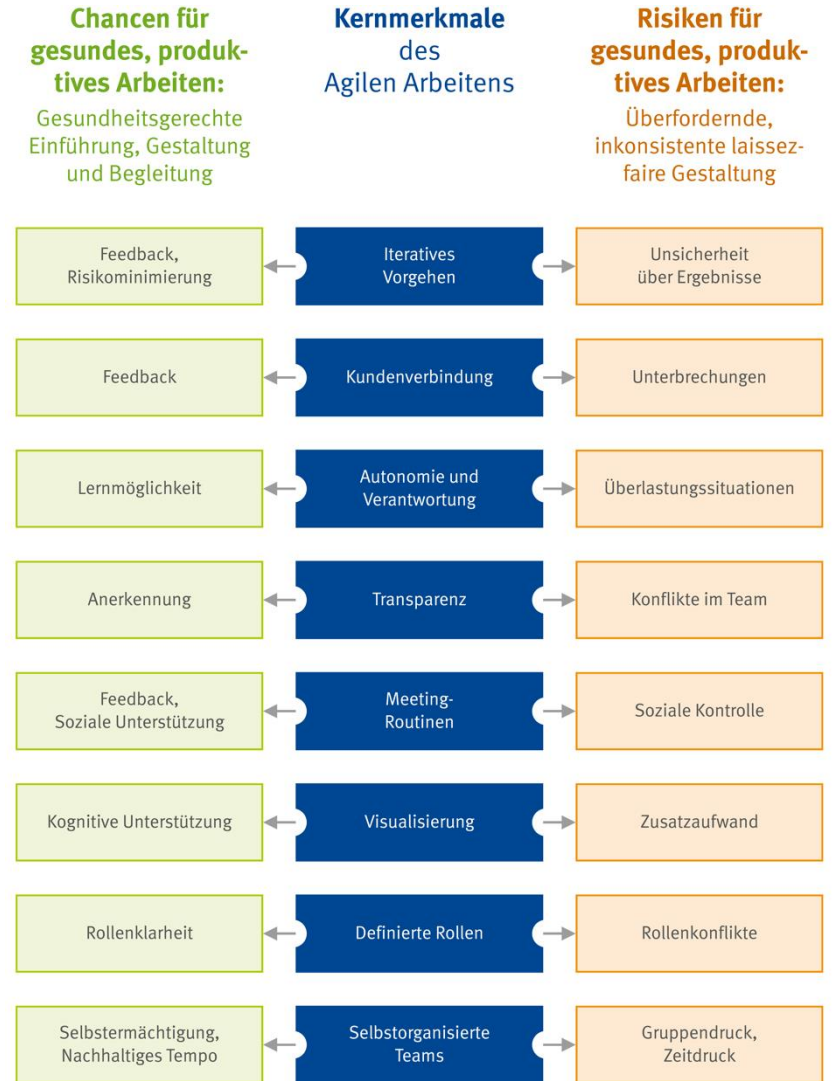 Chancen für
gesundes, produk-
tives Arbeiten:
Gesundheitsgerechte
Einführung, Gestaltung
und Begleitung
Kernmerkmale
des
Agilen Arbeitens
Risiken für
gesundes, produk-
tives Arbeiten:
Überfordernde,
inkonsistente laissez-
faire Gestaltung
Feedback,
Risikominimierung
Iteratives
Vorgehen
Unsicherheit
über Ergebnisse
Feedback
Kundenverbindung
Unterbrechungen
Lernmöglichkeit
Autonomie und
Verantwortung
Überlastungssituationen
Anerkennung
Transparenz
Konflikte im Team
Feedback,
Soziale Unterstützung
Meeting-
Routinen
Soziale Kontrolle
Kognitive Unterstützung
Visualisierung
Zusatzaufwand
Rollenklarheit
Definierte Rollen
Rollenkonflikte
Selbstermächtigung,
Nachhaltiges Tempo
Selbstorganisierte
Teams
Gruppendruck,
Zeitdruck